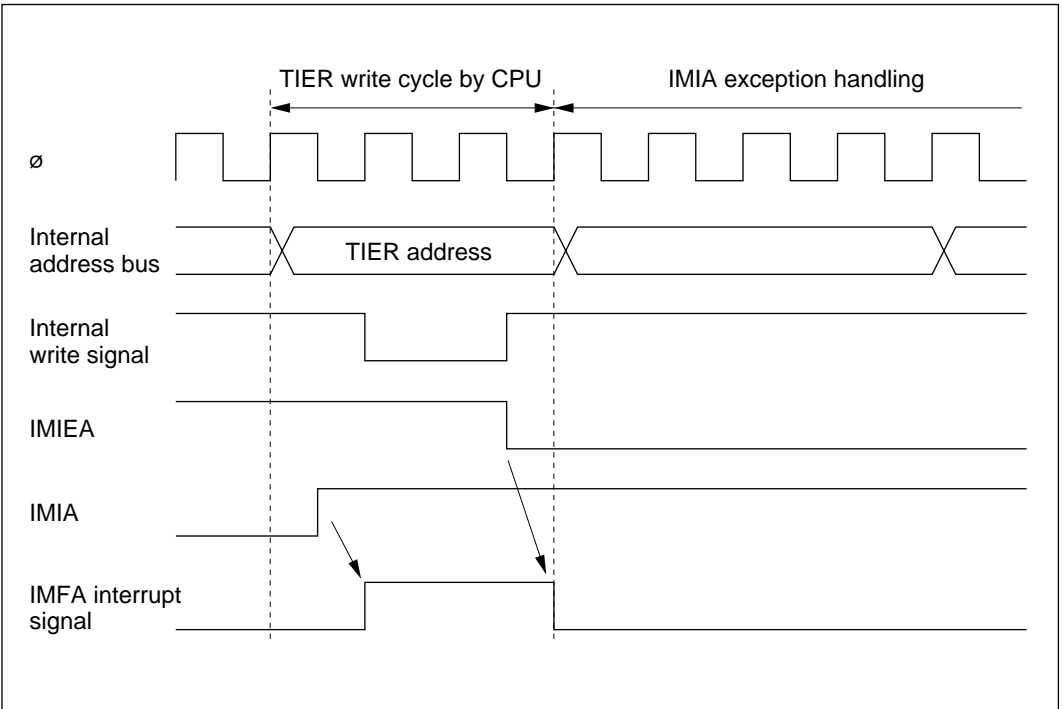 TIER write cycle by CPU
IMIA exception handling
ø
Internal
address bus
TIER address
Internal
write signal
IMIEA
IMIA
IMFA interrupt
signal